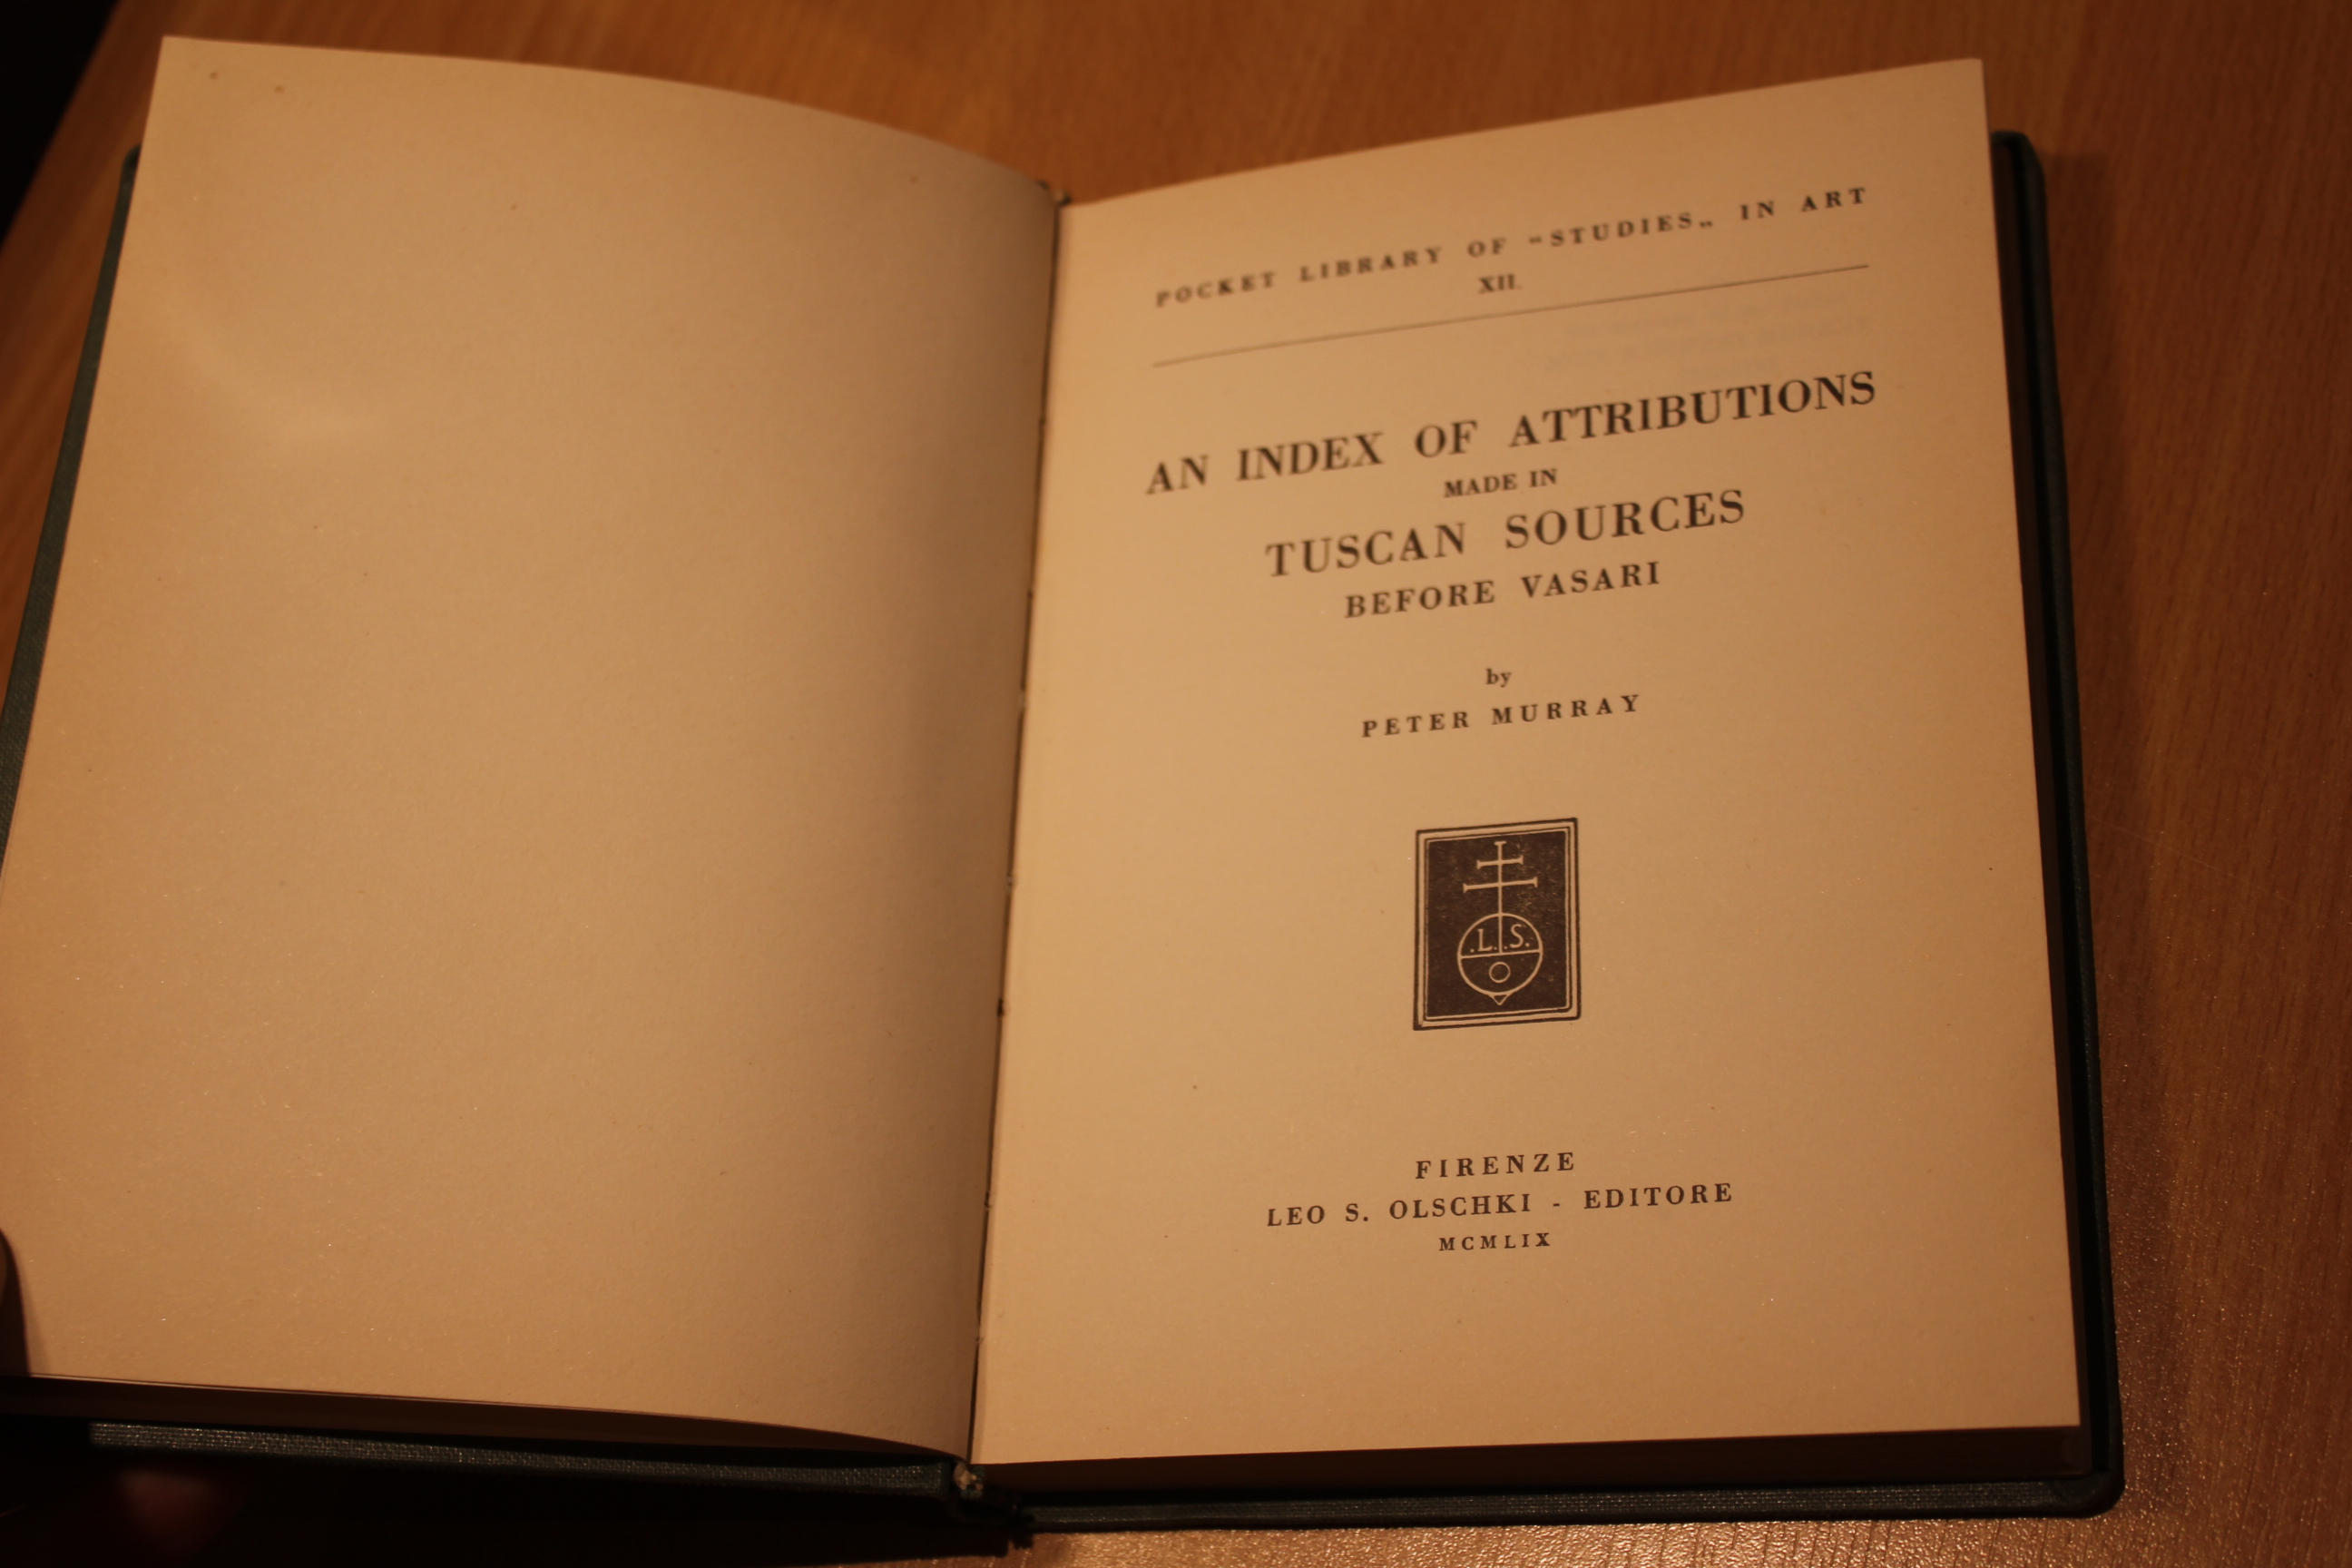 POCKET LIBRARY OF "STUDIES„ IN ART
XII.
AN INDEX OF ATTRIBUTIONS
MADE IN
TUSCAN SOURCES
BEFORE VASARI
by
PETER MURRAY
.L. .S.
FIRENZE
LEO S. OLSCHKI - EDITORE
MCMLIX